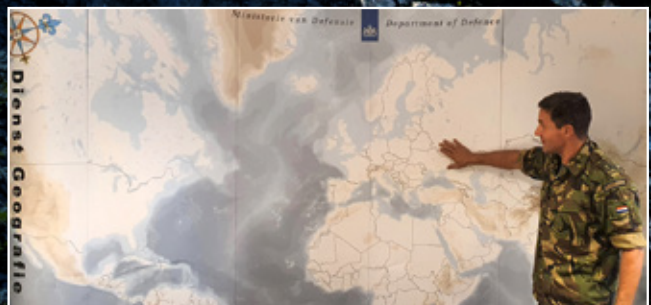 Ministerie van Defensie
Department of Defence
Dienst Geografie